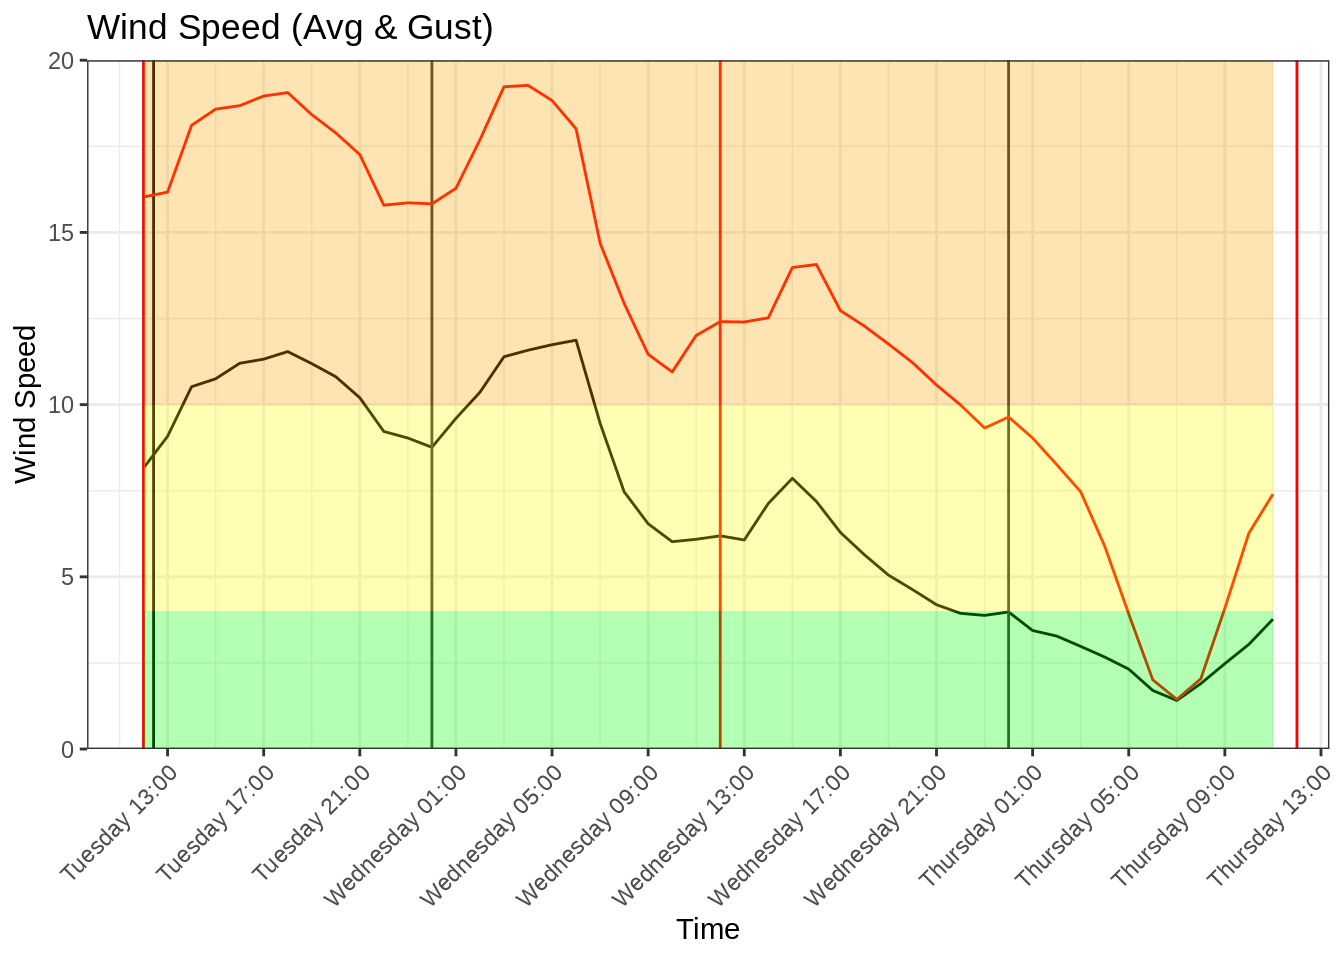 Wind Speed (Avg & Gust)
20
15
10
5
0
Wind Speed
Tuesday 13:00
Tuesday 17:00
Tuesday 21:00
Wednesday 01:00
Wednesday 05:00
Wednesday 09:00
Wednesday 13:00
Wednesday 17:00
Wednesday 21:00
Thursday 01:00
Thursday 05:00
Thursday 09:00
Thursday 13:00
Time